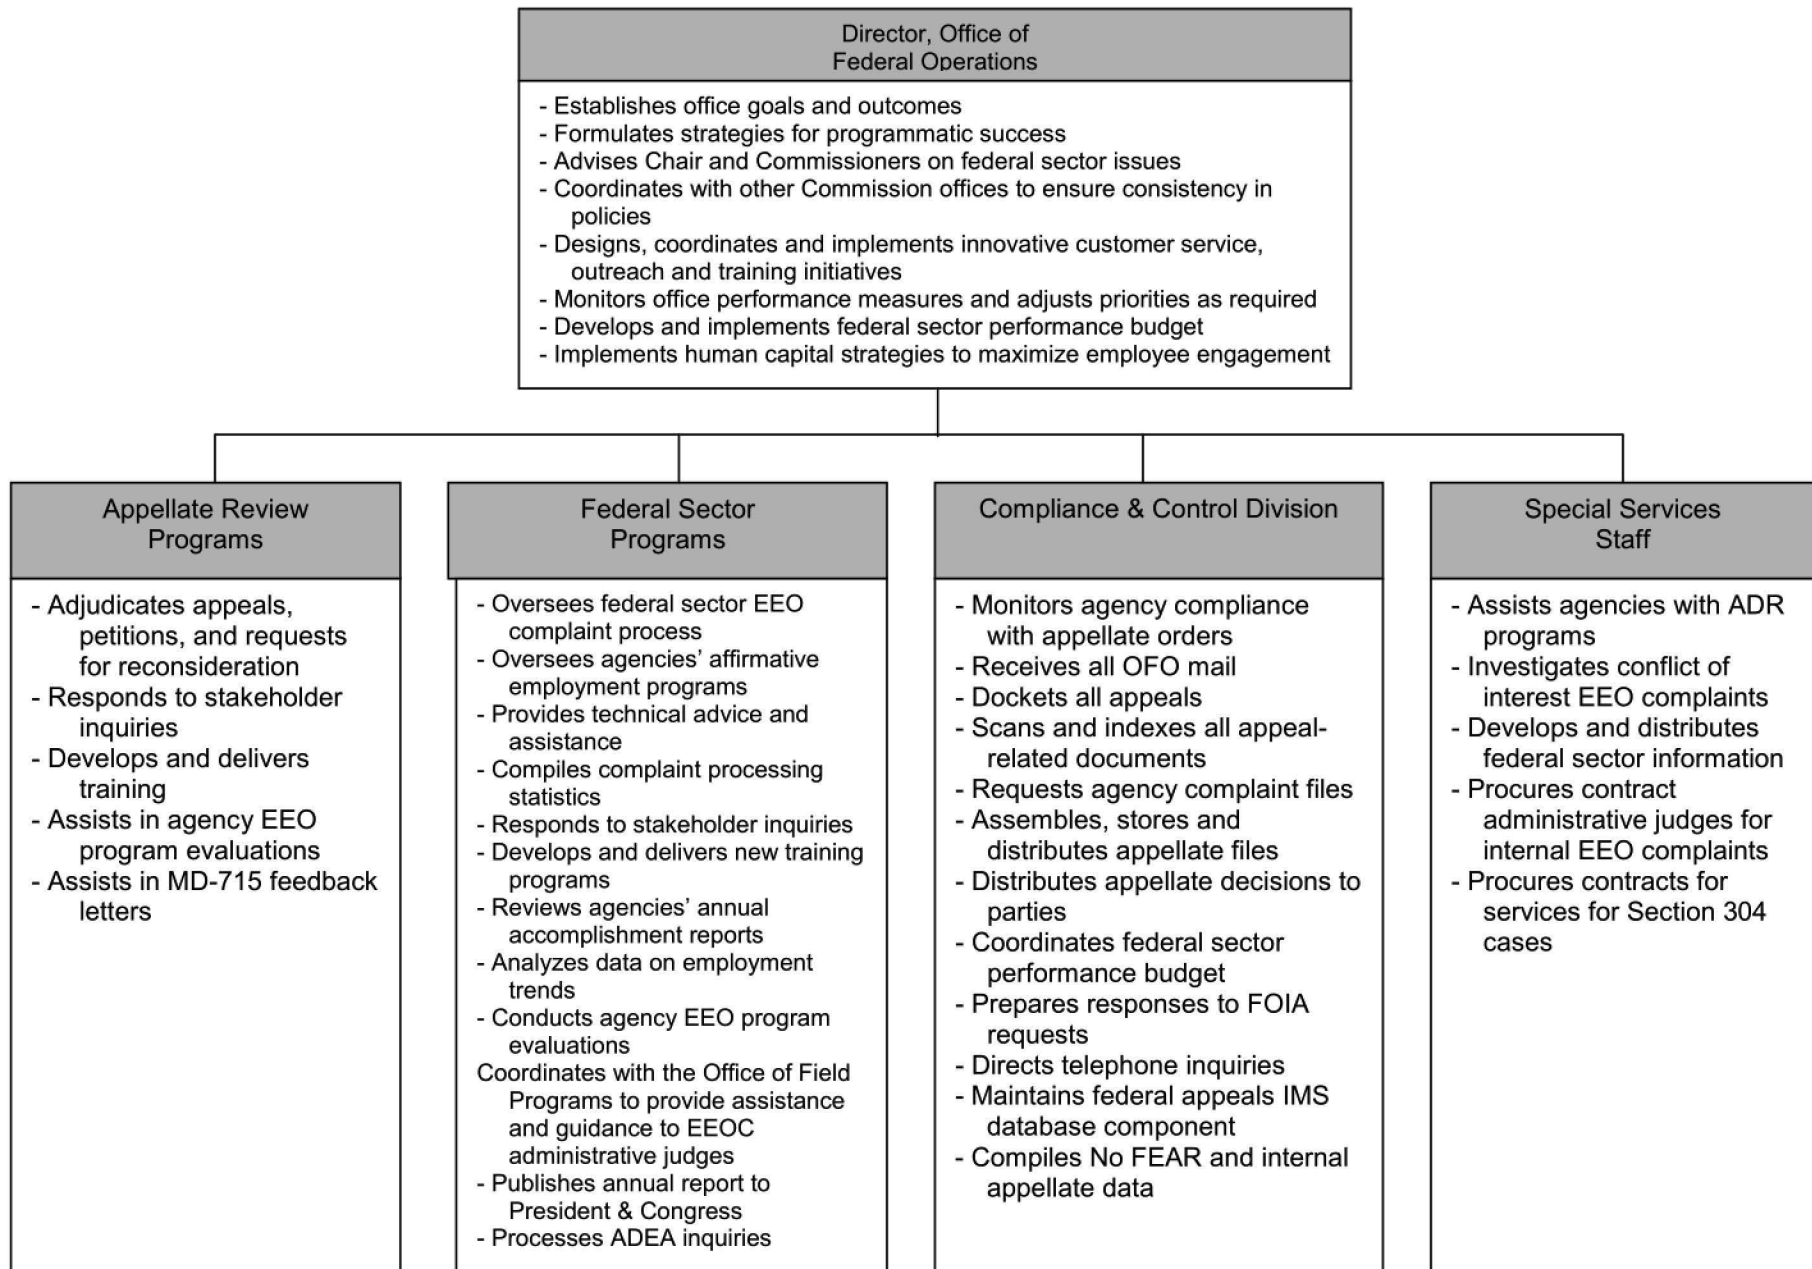 Director, Office of
Federal Operations
- Establishes office goals and outcomes
- Formulates strategies for programmatic success
- Advises Chair and Commissioners on federal sector issues
- Coordinates with other Commission offices to ensure consistency in
policies
- Designs, coordinates and implements innovative customer service,
outreach and training initiatives
- Monitors office performance measures and adjusts priorities as required
- Develops and implements federal sector performance budget
- Implements human capital strategies to maximize employee engagement
Appellate Review
Programs
- Adjudicates appeals,
petitions, and requests
for reconsideration
- Responds to stakeholder
inquiries
- Develops and delivers
training
- Assists in agency EEO
program evaluations
- Assists in MD-715 feedback
letters
Federal Sector
Programs
- Oversees federal sector EEO
complaint process
- Oversees agencies’ affirmative
employment programs
- Provides technical advice and
assistance
- Compiles complaint processing
statistics
- Responds to stakeholder inquiries
- Develops and delivers new training
programs
- Reviews agencies’ annual
accomplishment reports
- Analyzes data on employment
trends
- Conducts agency EEO program
evaluations
Coordinates with the Office of Field
Programs to provide assistance
and guidance to EEOC
administrative judges
- Publishes annual report to
President & Congress
- Processes ADEA inquiries
Compliance & Control Division
- Monitors agency compliance
with appellate orders
- Receives all OFO mail
- Dockets all appeals
- Scans and indexes all appeal-
related documents
- Requests agency complaint files
- Assembles, stores and
distributes appellate files
- Distributes appellate decisions to
parties
- Coordinates federal sector
performance budget
- Prepares responses to FOIA
requests
- Directs telephone inquiries
- Maintains federal appeals IMS
database component
- Compiles No FEAR and internal
appellate data
Special Services
Staff
- Assists agencies with ADR
programs
- Investigates conflict of
interest EEO complaints
- Develops and distributes
federal sector information
- Procures contract
administrative judges for
internal EEO complaints
- Procures contracts for
services for Section 304
cases